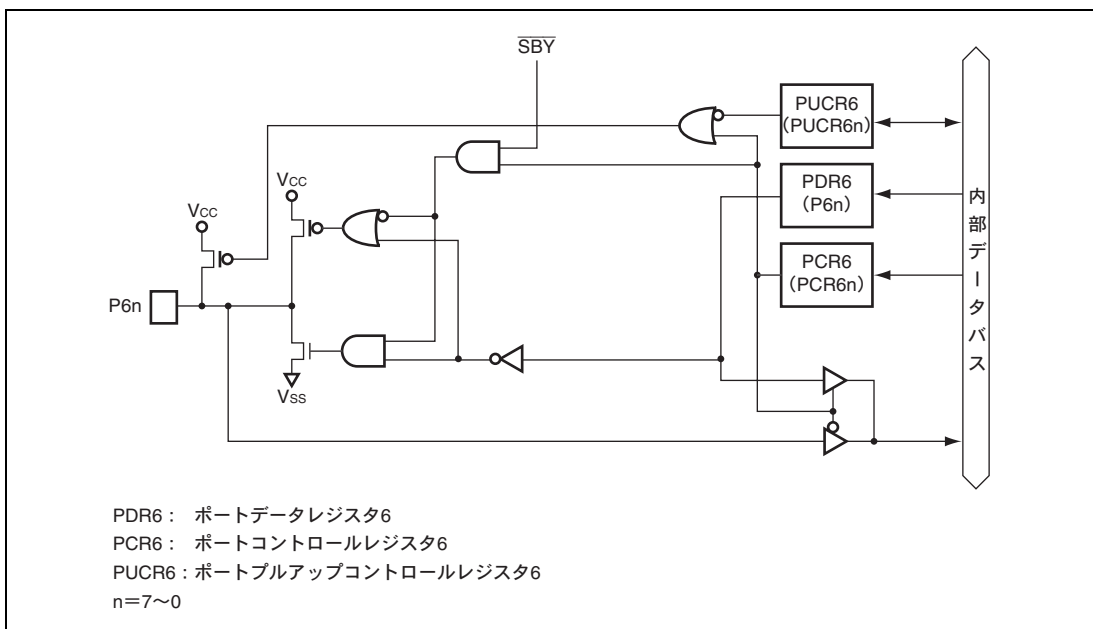 SBY
PUCR6
(PUCR6n)
VCC
VCC
PDR6
(P6n)
内部データバス
PCR6
(PCR6n)
P6n
VSS
PDR6： ポートデータレジスタ6
PCR6： ポートコントロールレジスタ6
PUCR6：ポートプルアップコントロールレジスタ6
n＝7～0